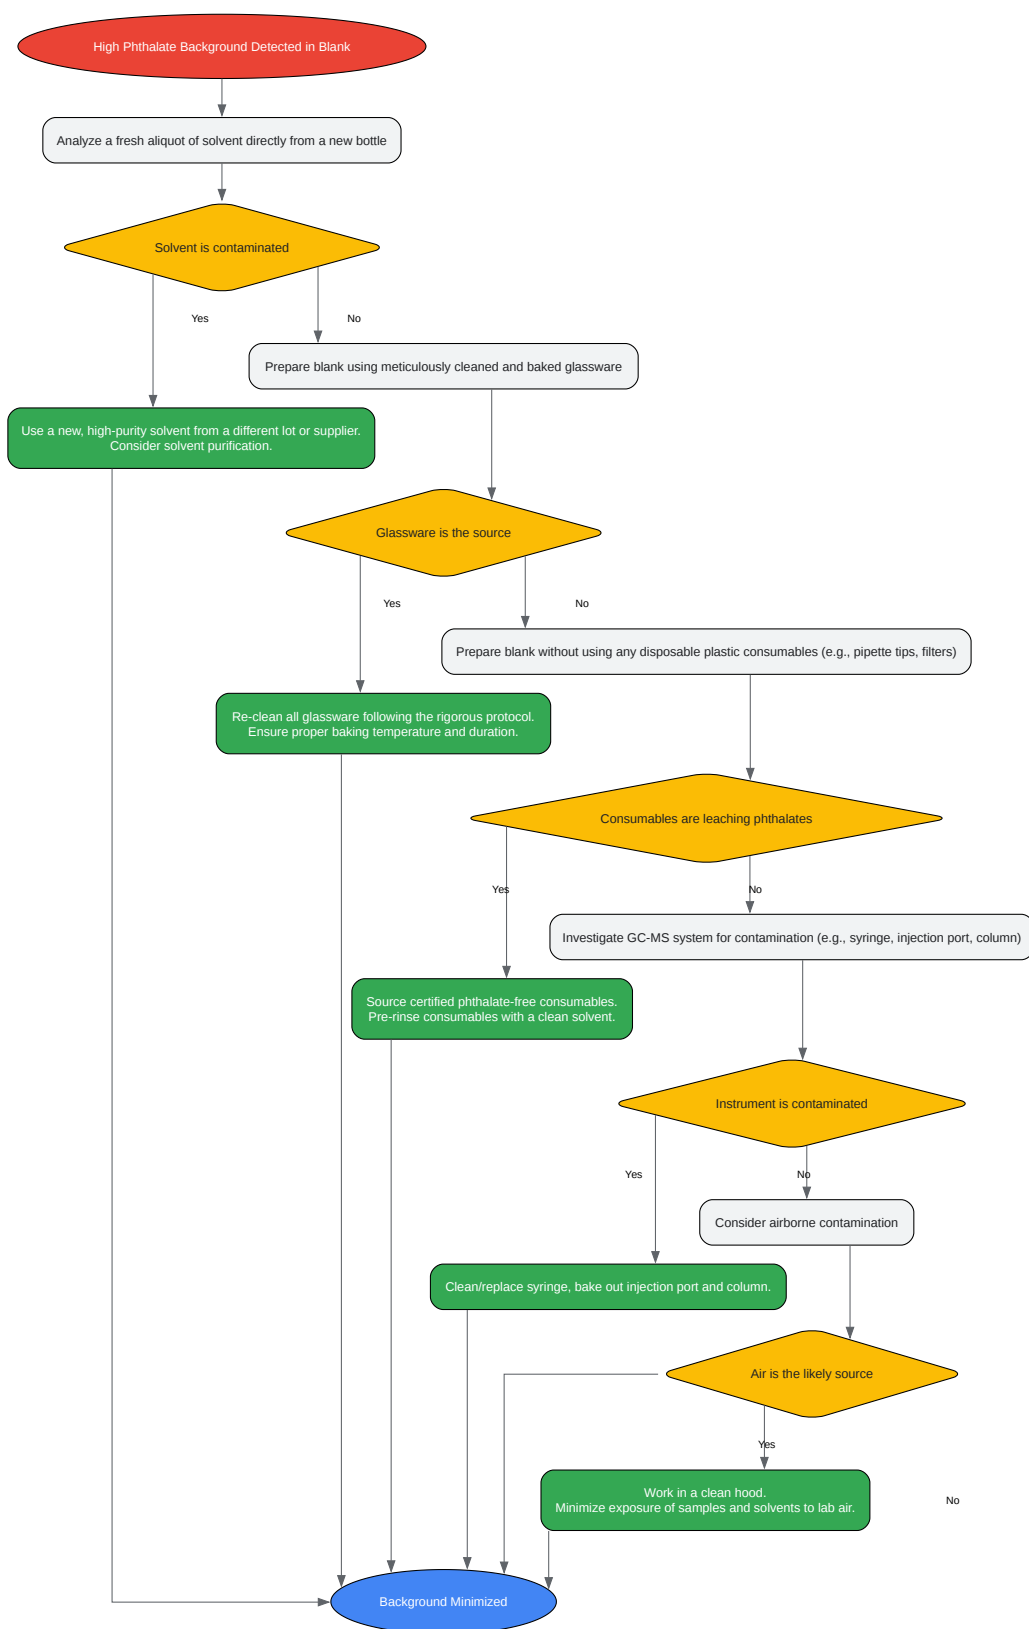 High Phthalate Background Detected in Blank
Analyze a fresh aliquot of solvent directly from a new bottle
Solvent is contaminated
Yes
No
Prepare blank using meticulously cleaned and baked glassware
Use a new, high-purity solvent from a different lot or supplier.
Consider solvent purification.
Glassware is the source
Yes
No
Prepare blank without using any disposable plastic consumables (e.g., pipette tips, filters)
Re-clean all glassware following the rigorous protocol.
Ensure proper baking temperature and duration.
Consumables are leaching phthalates
Yes
No
Investigate GC-MS system for contamination (e.g., syringe, injection port, column)
Source certified phthalate-free consumables.
Pre-rinse consumables with a clean solvent.
Instrument is contaminated
Yes
No
Consider airborne contamination
Clean/replace syringe, bake out injection port and column.
Air is the likely source
Yes
Work in a clean hood.
Minimize exposure of samples and solvents to lab air.
No
Background Minimized